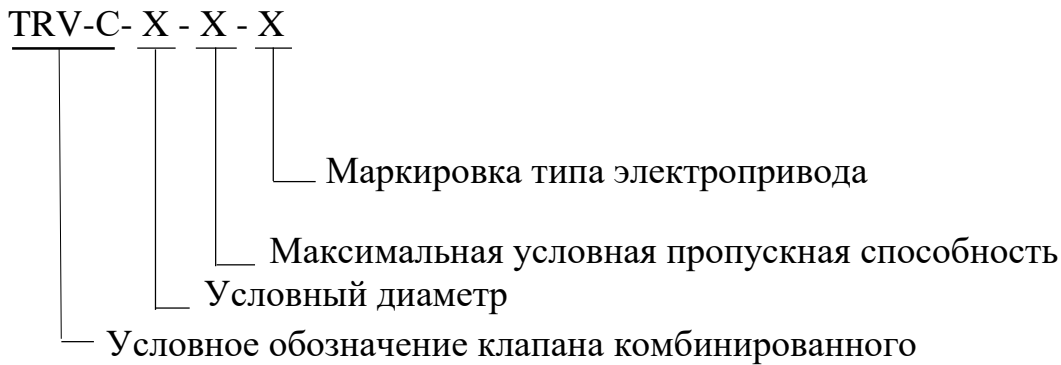 TRV-C- X - X - X
Маркировка типа электропривода
Максимальная условная пропускная способность
Условный диаметр
Условное обозначение клапана комбинированного